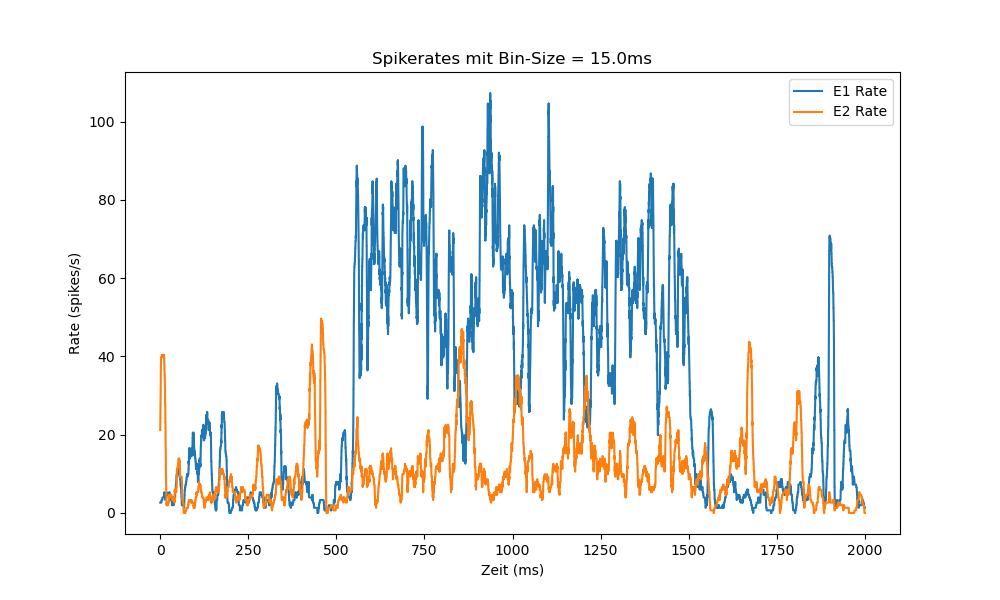 Spikerates mit Bin-Size = 15.0ms
E1 Rate
E2 Rate
Rate (spikes/s)
100
80
60
40
20
0
0 250 500 750 1000 1250 1500 1750 2000
Zeit (ms)